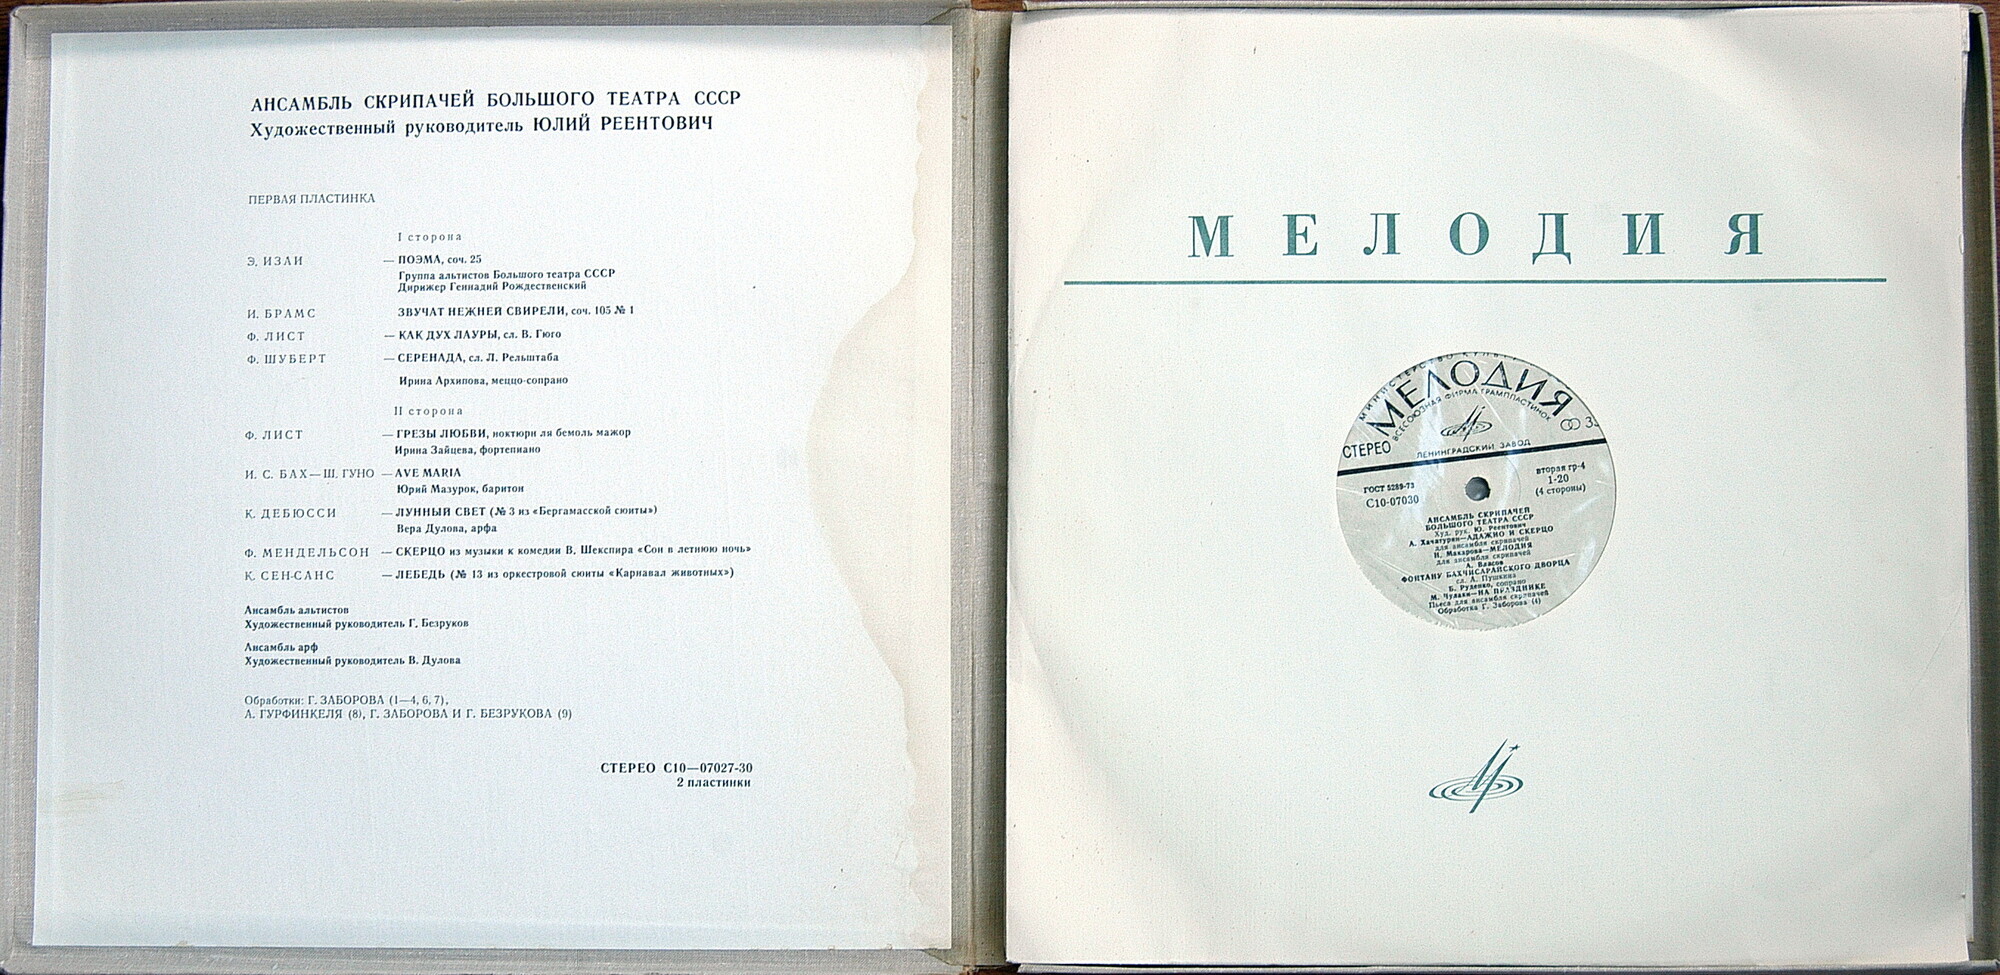 АНСАМБЛЬ СКРИПАЧЕЙ БОЛЬШОГО ТЕАТРА СССР
Художественный руководитель ЮЛИЙ РЕЕНТОВИЧ
ПЕРВАЯ ПЛАСТИНКА
I сторона
Э. ИЗАИ — ПОЭМА, соч. 25
Группа альтистов Большого театра СССР
Дирижер Геннадий Рождественский
И. БРАМС ЗВУЧАТ НЕЖНЕЙ СВИРЕЛИ, соч. 105 № 1
Ф. ЛИСТ — КАК ДУХ ЛАУРЫ, сл. В. Гюго
Ф. ШУБЕРТ — СЕРЕНАДА, сл. Л. Рельштаба
Ирина Архипова, меццо-сопрано
II сторона
Ф. ЛИСТ — ГРЕЗЫ ЛЮБВИ, ноктюрн ля бемоль мажор
Ирина Зайцева, фортепиано
И. С. БАХ—Ш. ГУНО — AVE MARIA
Юрий Мазурок, баритон
К. ДЕБЮССИ — ЛУННЫЙ СВЕТ (№ 3 из «Бергамасской сюиты»)
Вера Дулова, арфа
Ф. МЕНДЕЛЬСОН — СКЕРЦО из музыки к комедии В. Шекспира «Сон в летнюю ночь»
К. СЕН-САНС — ЛЕБЕДЬ (№ 13 из оркестровой сюиты «Карнавал животных»)
Ансамбль альтистов
Художественный руководитель Г. Безруков
Ансамбль арф
Художественный руководитель В. Дулова
Обработки: Г. ЗАБОРОВА (1—4, 6, 7),
А. ГУРФИНКЕЛЯ (8), Г. ЗАБОРОВА И Г. БЕЗРУКОВА (9)
СТЕРЕО С10—07027-30
2 пластинки
МЕЛОДИЯ
МИНИСТЕРСТВО
МЕЛОДИЯ
ВСЕСОЮЗНАЯ ФИРМА ГРАМПЛАСТИНОК
СТЕРЕО
ЛЕНИНГРАДСКИЙ ЗАВОД
ГОСТ 5289-73
С10-07030
вторая гр-4
1-20
(4 стороны)
АНСАМБЛЬ СКРИПАЧЕЙ
БОЛЬШОГО ТЕАТРА СССР
Худ. рук. Ю. Реентович
А. Хачатурян—АДАЖИО И СКЕРЦО
для ансамбля скрипачей
Н. Макарова—МЕЛОДИЯ
для ансамбля скрипачей
А. Власов
ФОНТАНУ БАХЧИСАРАЙСКОГО ДВОРЦА
сл. А. Пушкина
Б. Руденко, сопрано
М. Чулаки—НА ПРАЗДНИКЕ
Пьеса для ансамбля скрипачей
Обработка Г. Заборова (4)